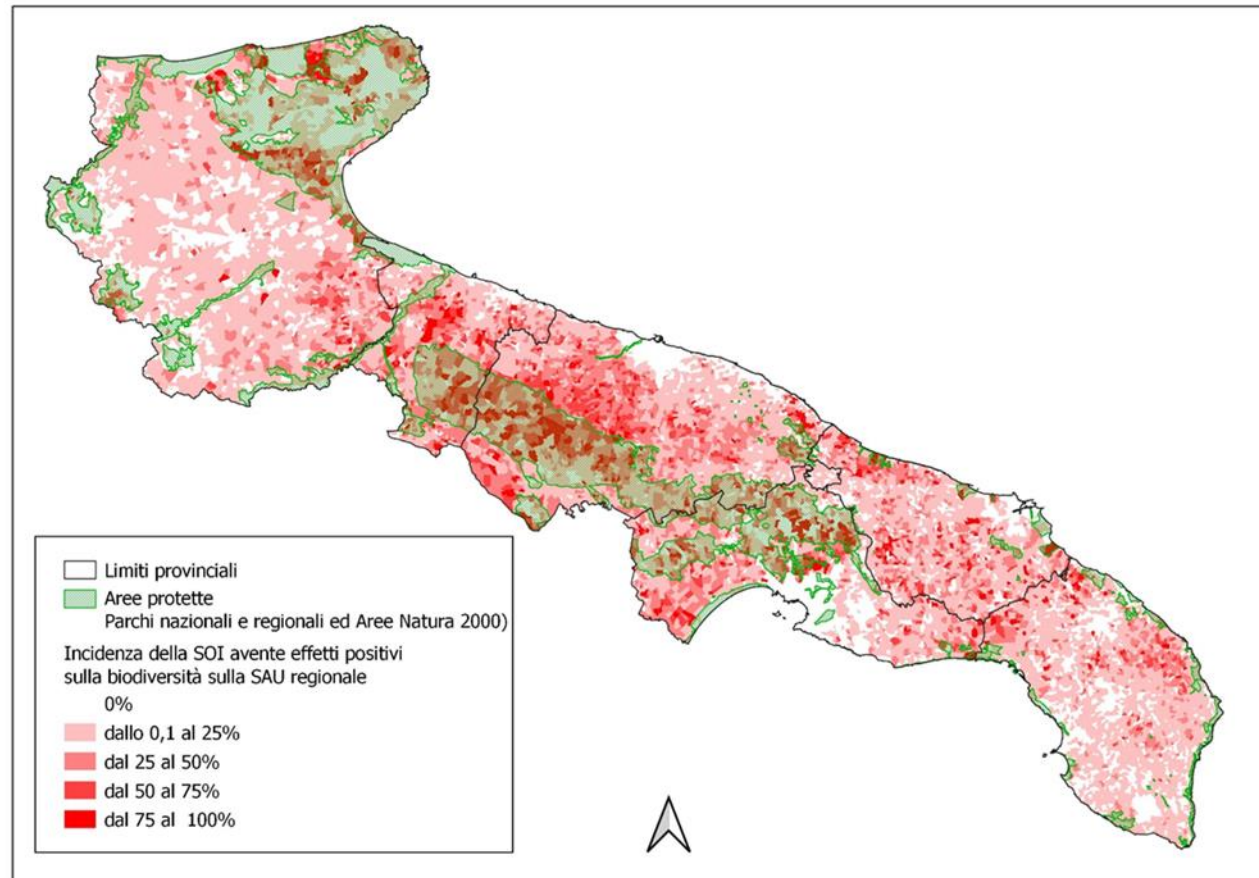 Limiti provinciali
Aree protette
Parchi nazionali e regionali ed Aree Natura 2000)
Incidenza della SOI avente effetti positivi
sulla biodiversità sulla SAU regionale
0%
dallo 0,1 al 25%
dal 25 al 50%
dal 50 al 75%
dal 75 al 100%